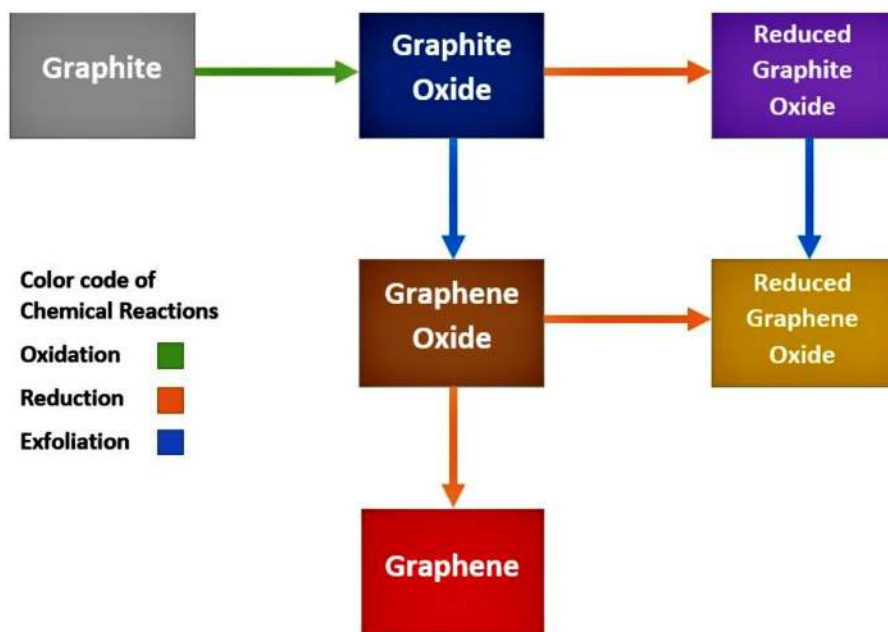 Graphite
Graphite
Oxide
Reduced
Graphite
Oxide
Color code of
Chemical Reactions
Oxidation
Reduction
Exfoliation
Graphene
Oxide
Reduced
Graphene
Oxide
Graphene